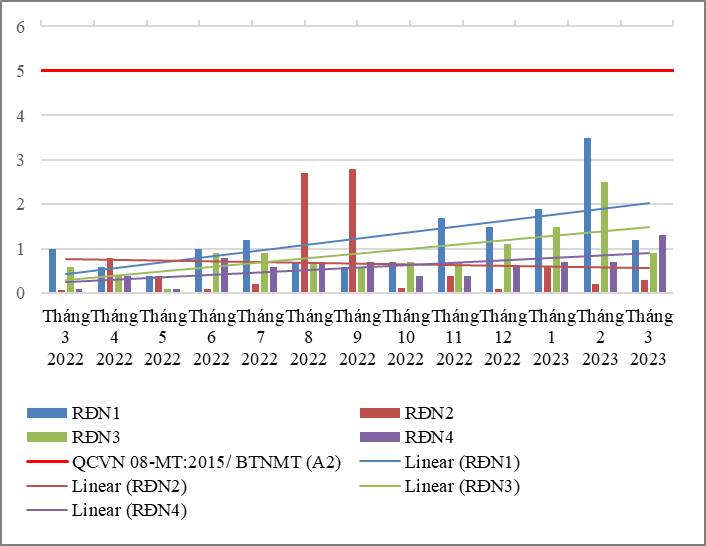 6
5
4
3
2
1
0
Tháng Tháng Tháng Tháng Tháng Tháng Tháng Tháng Tháng Tháng Tháng Tháng Tháng
3 4 5 6 7 8 9 10 11 12 1 2 3
2022 2022 2022 2022 2022 2022 2022 2022 2022 2022 2023 2023 2023
RĐN1 RĐN2
RĐN3 RĐN4
QCVN 08-MT:2015/ BTNMT (A2) Linear (RĐN1)
Linear (RĐN2) Linear (RĐN3)
Linear (RĐN4)